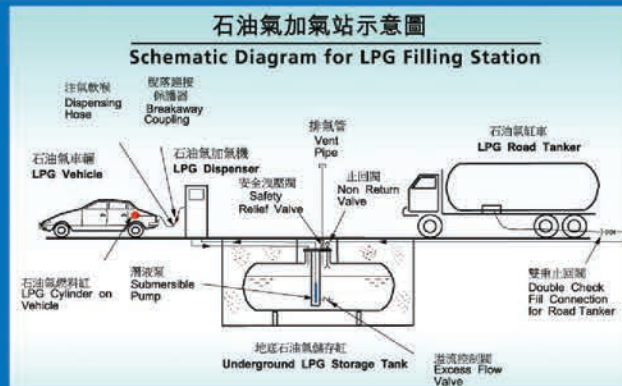 石油氣加氣站示意圖
Schematic Diagram for LPG Filling Station
注氣軟喉
Dispensing
Hose
脫落連接
保護器
Breakaway
Coupling
石油氣車輛
LPG Vehicle
石油氣加氣機
LPG Dispenser
排氣管
Vent
Pipe
安全洩壓閥
Safety
Relief Valve
止回閥
Non Return
Valve
石油氣缸車
LPG Road Tanker
石油氣燃料缸
LPG Cylinder on
Vehicle
潛液泵
Submersible
Pump
雙重止回閥
Double Check
Fill Connection
for Road Tanker
地底石油氣儲存缸
Underground LPG Storage Tank
溢流控制閥
Excess Flow
Valve